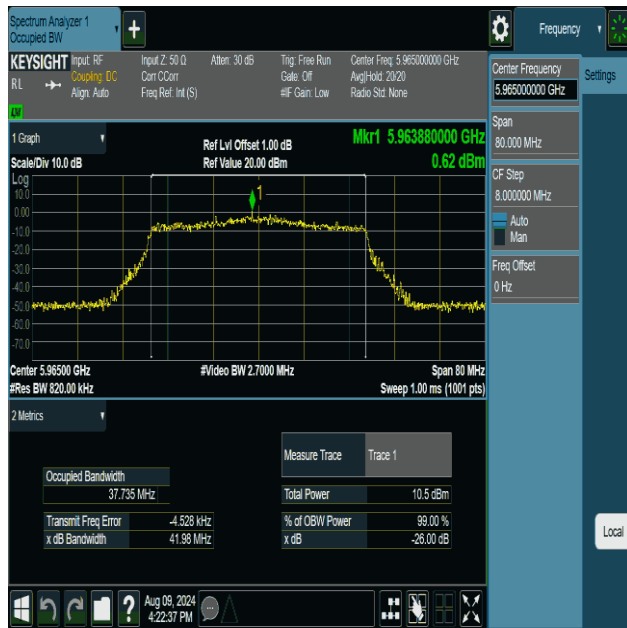 Spectrum Analyzer 1
Occupied BW
+
Frequency
KEYSIGHT
RL
Input: RF
Coupling: DC
Align: Auto
Input Z: 50 Ω
Corr CCorr
Freq Ref: Int (S)
Atten: 30 dB
Trig: Free Run
Gate: Off
#IF Gain: Low
Center Freq: 5.965000000 GHz
Avg|Hold: 20/20
Radio Std: None
Center Frequency
5.965000000 GHz
Settings
Span
80.000 MHz
CF Step
8.000000 MHz
Auto
Man
Freq Offset
0 Hz
Local
1 Graph
Ref Lvl Offset 1.00 dB
Mkr1 5.963880000 GHz
Scale/Div 10.0 dB
Ref Value 20.00 dBm
0.62 dBm
Log
10.0
0.00
-10.0
-20.0
-30.0
-40.0
-50.0
-60.0
-70.0
1
Center 5.96500 GHz
#Video BW 2.7000 MHz
Span 80 MHz
#Res BW 820.00 kHz
Sweep 1.00 ms (1001 pts)
2 Metrics
Measure Trace
Trace 1
Occupied Bandwidth
37.735 MHz
Total Power
10.5 dBm
Transmit Freq Error
-4.528 kHz
% of OBW Power
99.00 %
x dB Bandwidth
41.98 MHz
x dB
-26.00 dB
?
Aug 09, 2024
4:22:37 PM